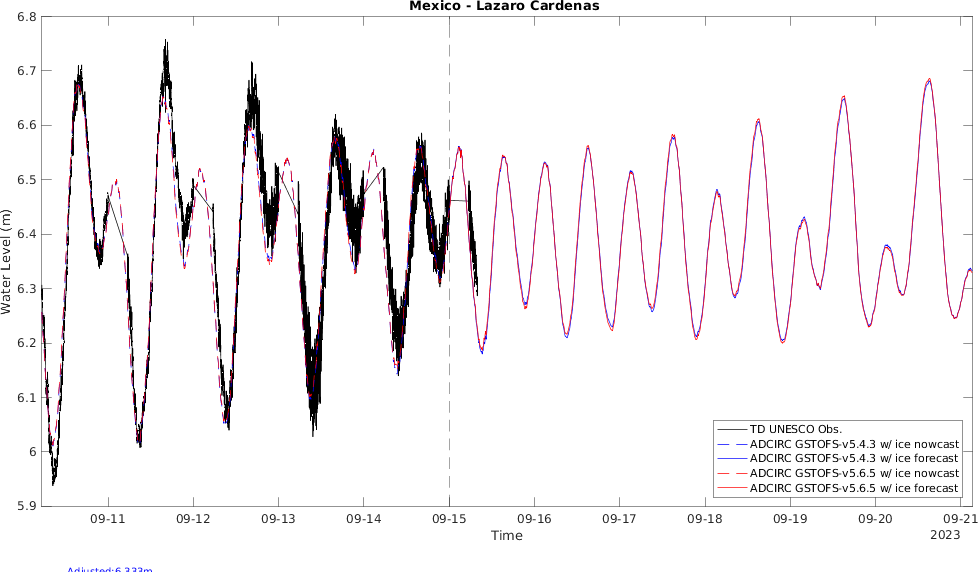 Mexico - Lazaro Cardenas
6.8
6.7
6.6
6.5
6.4
6.3
6.2
6.1
6
5.9
Water Level (m)
09-11
09-12
09-13
09-14
09-15
09-16
09-17
09-18
09-19
09-20
09-21
Time
2023
TD UNESCO Obs.
ADCIRC GSTOFS-v5.4.3 w/ ice nowcast
ADCIRC GSTOFS-v5.4.3 w/ ice forecast
ADCIRC GSTOFS-v5.6.5 w/ ice nowcast
ADCIRC GSTOFS-v5.6.5 w/ ice forecast
Adjusted:6.333m